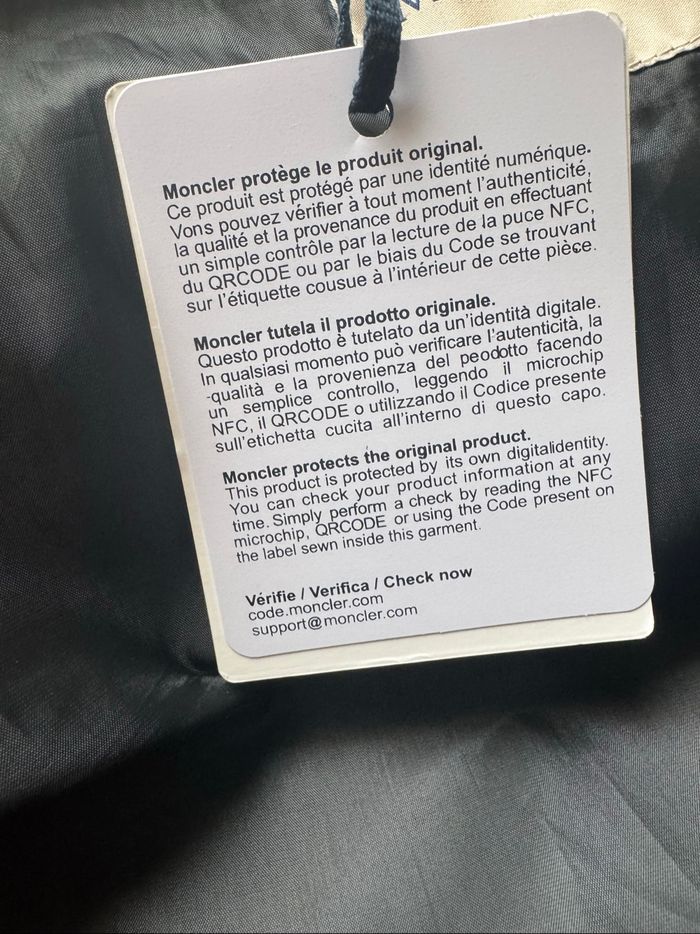 Moncler protège le produit original.
Ce produit est protégé par une identité numérique.
Vons pouvez vérifier à tout moment l'authenticité,
la qualité et la provenance du produit en effectuant
un simple contrôle par la lecture de la puce NFC,
du QRCODE ou par le biais du Code se trouvant
sur l'étiquette cousue à l'intérieur de cette pièce.
Moncler tutela il prodotto originale.
Questo prodotto è tutelato da un'identità digitale.
In qualsiasi momento può verificare l'autenticità, la
-qualità e la provenienza del peodotto facendo
un semplice controllo, leggendo il microchip
NFC, il QRCODE o utilizzando il Codice presente
sull'etichetta cucita all'interno di questo capo.
Moncler protects the original product.
This product is protected by its own digitalidentity.
You can check your product information at any
time. Simply perform a check by reading the NFC
microchip, QRCODE or using the Code present on
the label sewn inside this garment.
Vérifie / Verifica / Check now
code.moncler.com
support@moncler.com